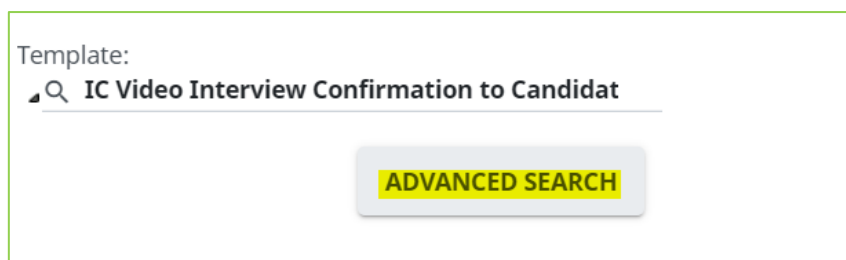 Template:
IC Video Interview Confirmation to Candidat
ADVANCED SEARCH